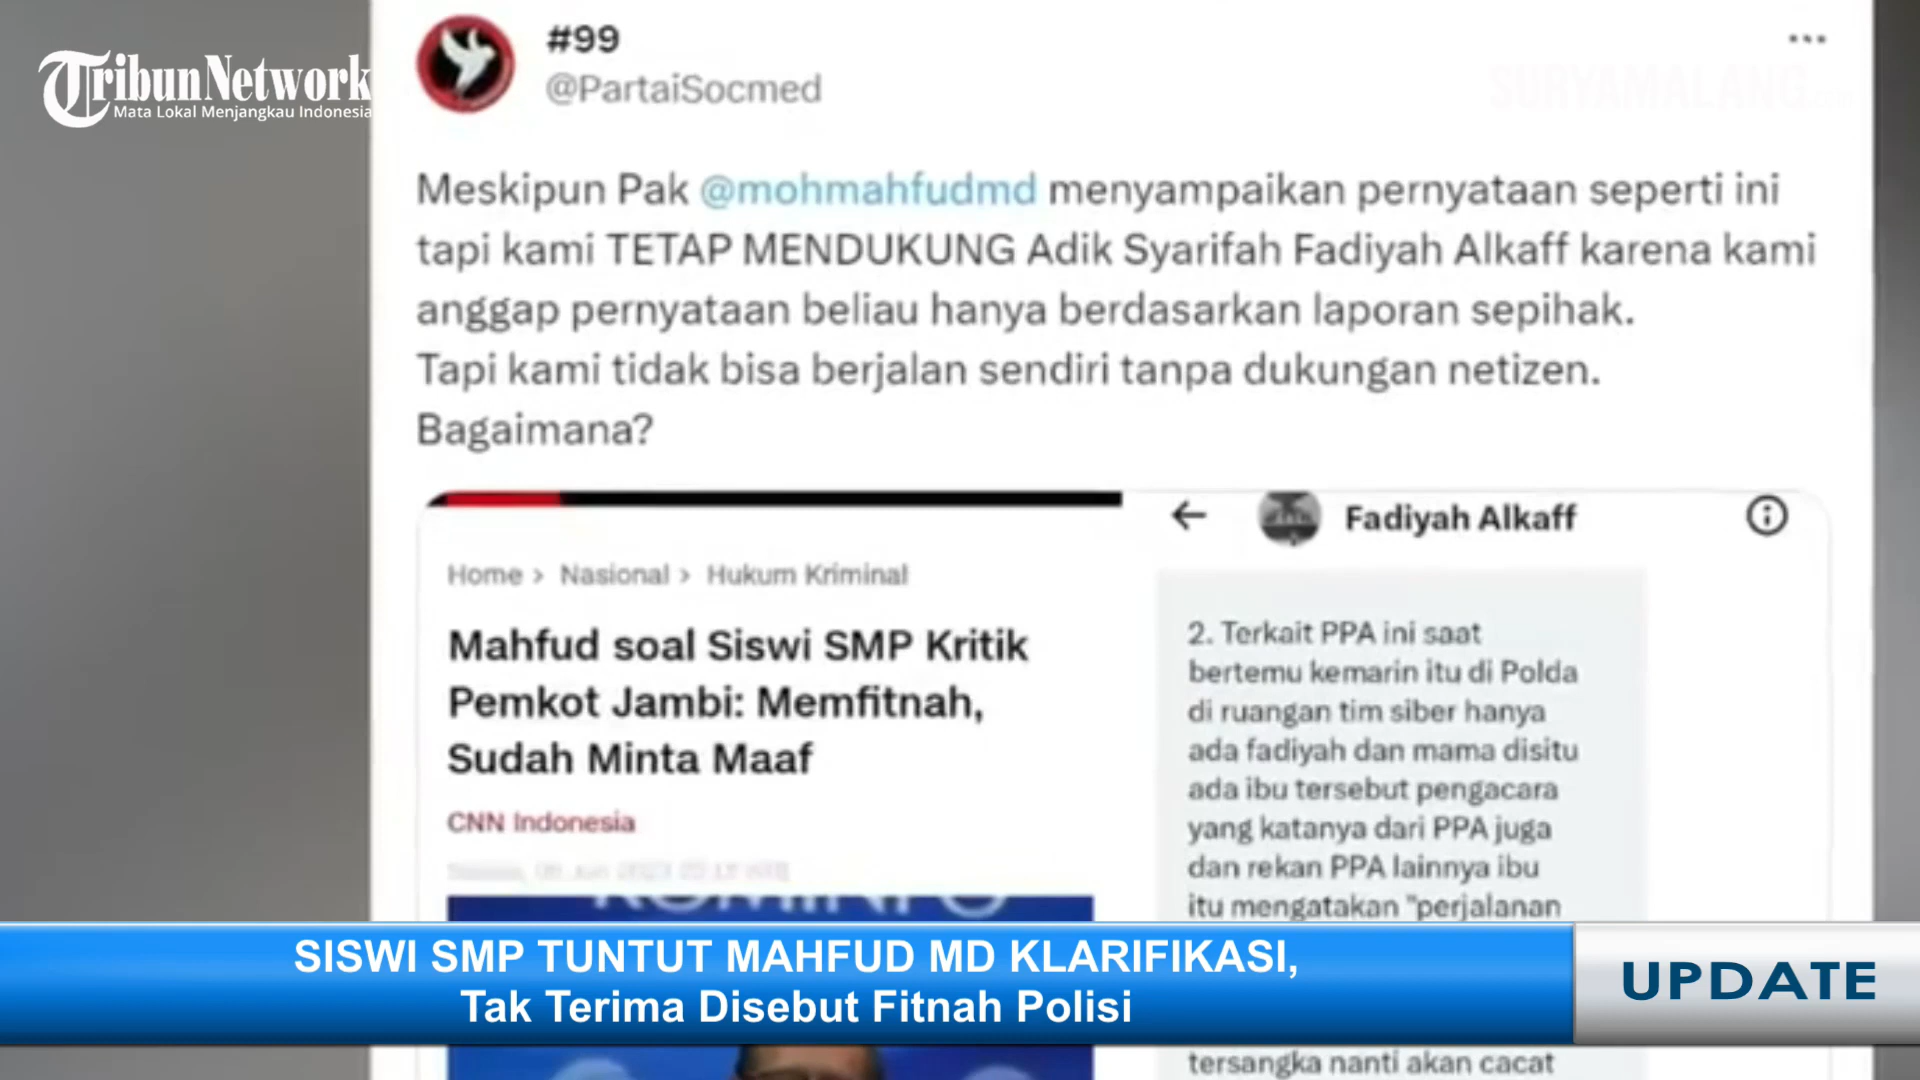 TribunNetwork
Mata Lokal Menjangkau Indonesia
SURYAMALANG
#99
@PartaiSocmed
Meskipun Pak @mohmahfudmd menyampaikan pernyataan seperti ini
tapi kami TETAP MENDUKUNG Adik Syarifah Fadiyah Alkaff karena kami
anggap pernyataan beliau hanya berdasarkan laporan sepihak.
Tapi kami tidak bisa berjalan sendiri tanpa dukungan netizen.
Bagaimana?
Home > Nasional > Hukum Kriminal
Mahfud soal Siswi SMP Kritik
Pemkot Jambi: Memfitnah,
Sudah Minta Maaf
CNN Indonesia
Fadiyah Alkaff
2. Terkait PPA ini saat
bertemu kemarin itu di Polda
di ruangan tim siber hanya
ada fadiyah dan mama disitu
ada ibu tersebut pengacara
yang katanya dari PPA juga
dan rekan PPA lainnya ibu
itu mengatakan "perjalanan
tersangka nanti akan cacat
SISWI SMP TUNTUT MAHFUD MD KLARIFIKASI,
Tak Terima Disebut Fitnah Polisi
UPDATE